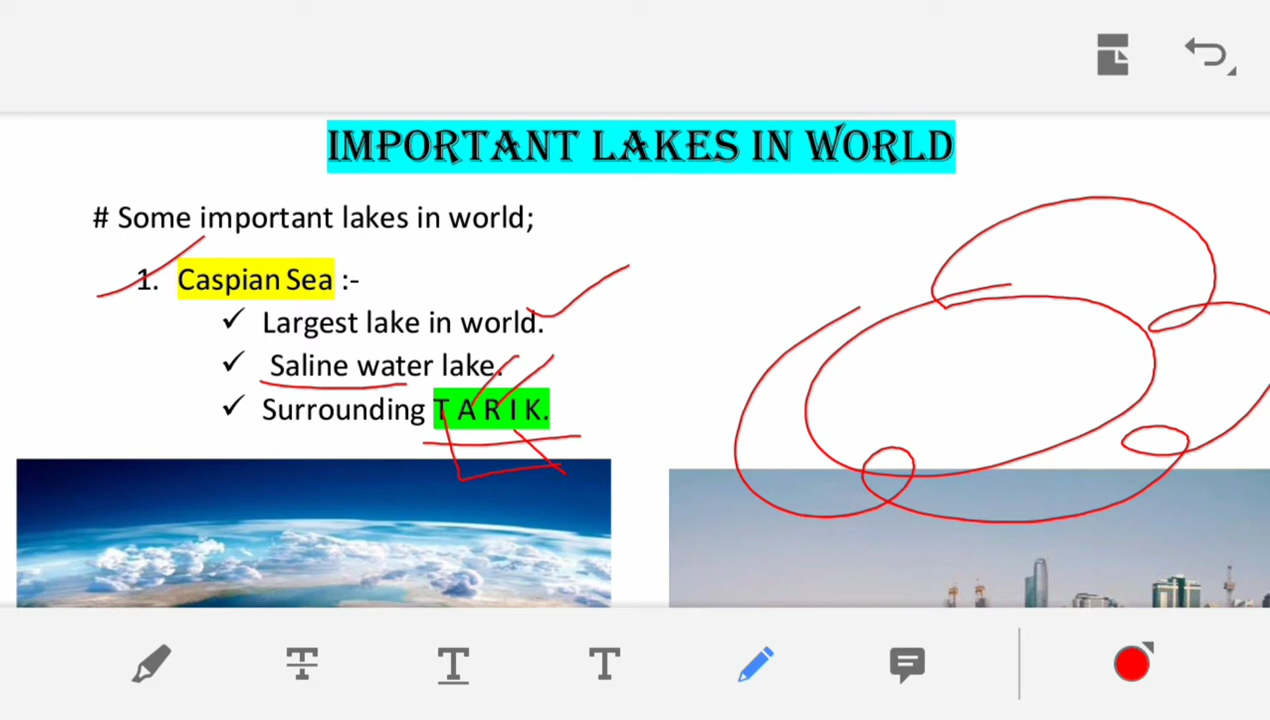 IMPORTANT LAKES IN WORLD
# Some important lakes in world;
1. Caspian Sea :-
✓ Largest lake in world.
✓ Saline water lake.
✓ Surrounding T A R I K.